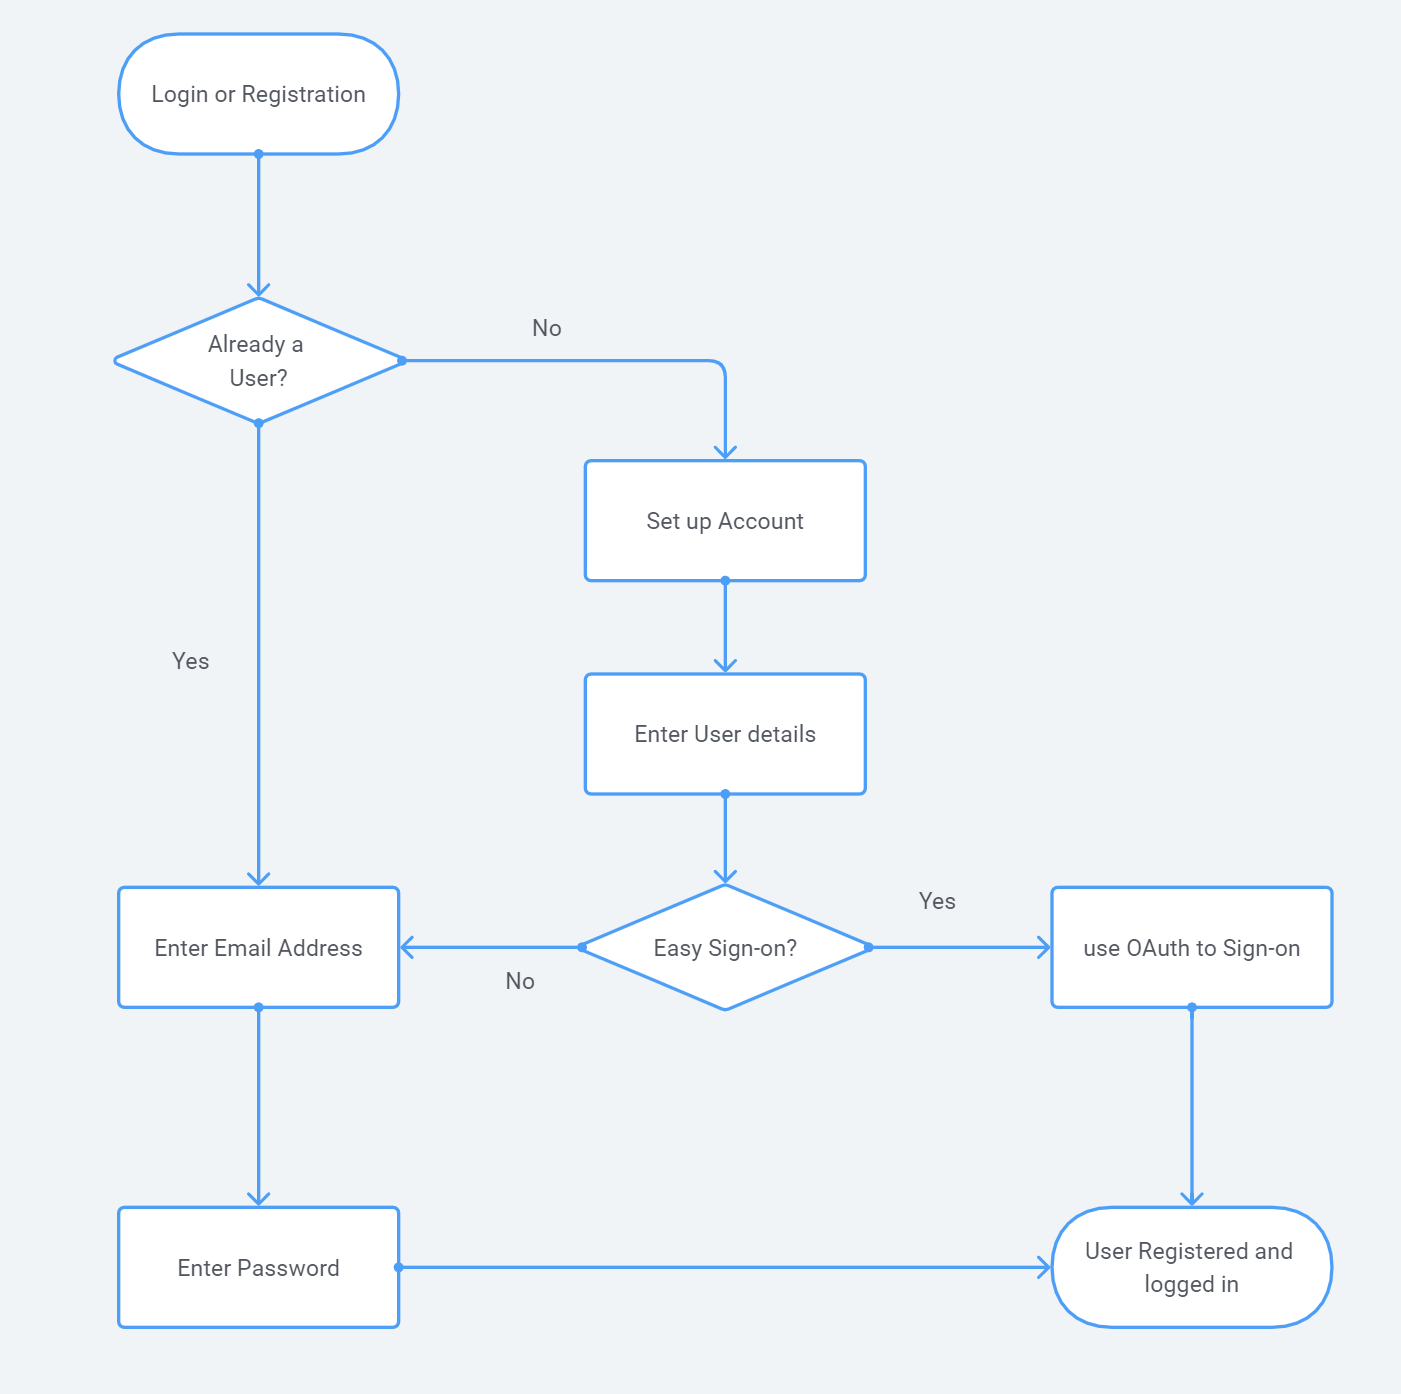 Login or Registration
Already a
User?
No
Set up Account
Yes
Enter User details
Yes
Enter Email Address
Easy Sign-on?
use OAuth to Sign-on
No
Enter Password
User Registered and
logged in